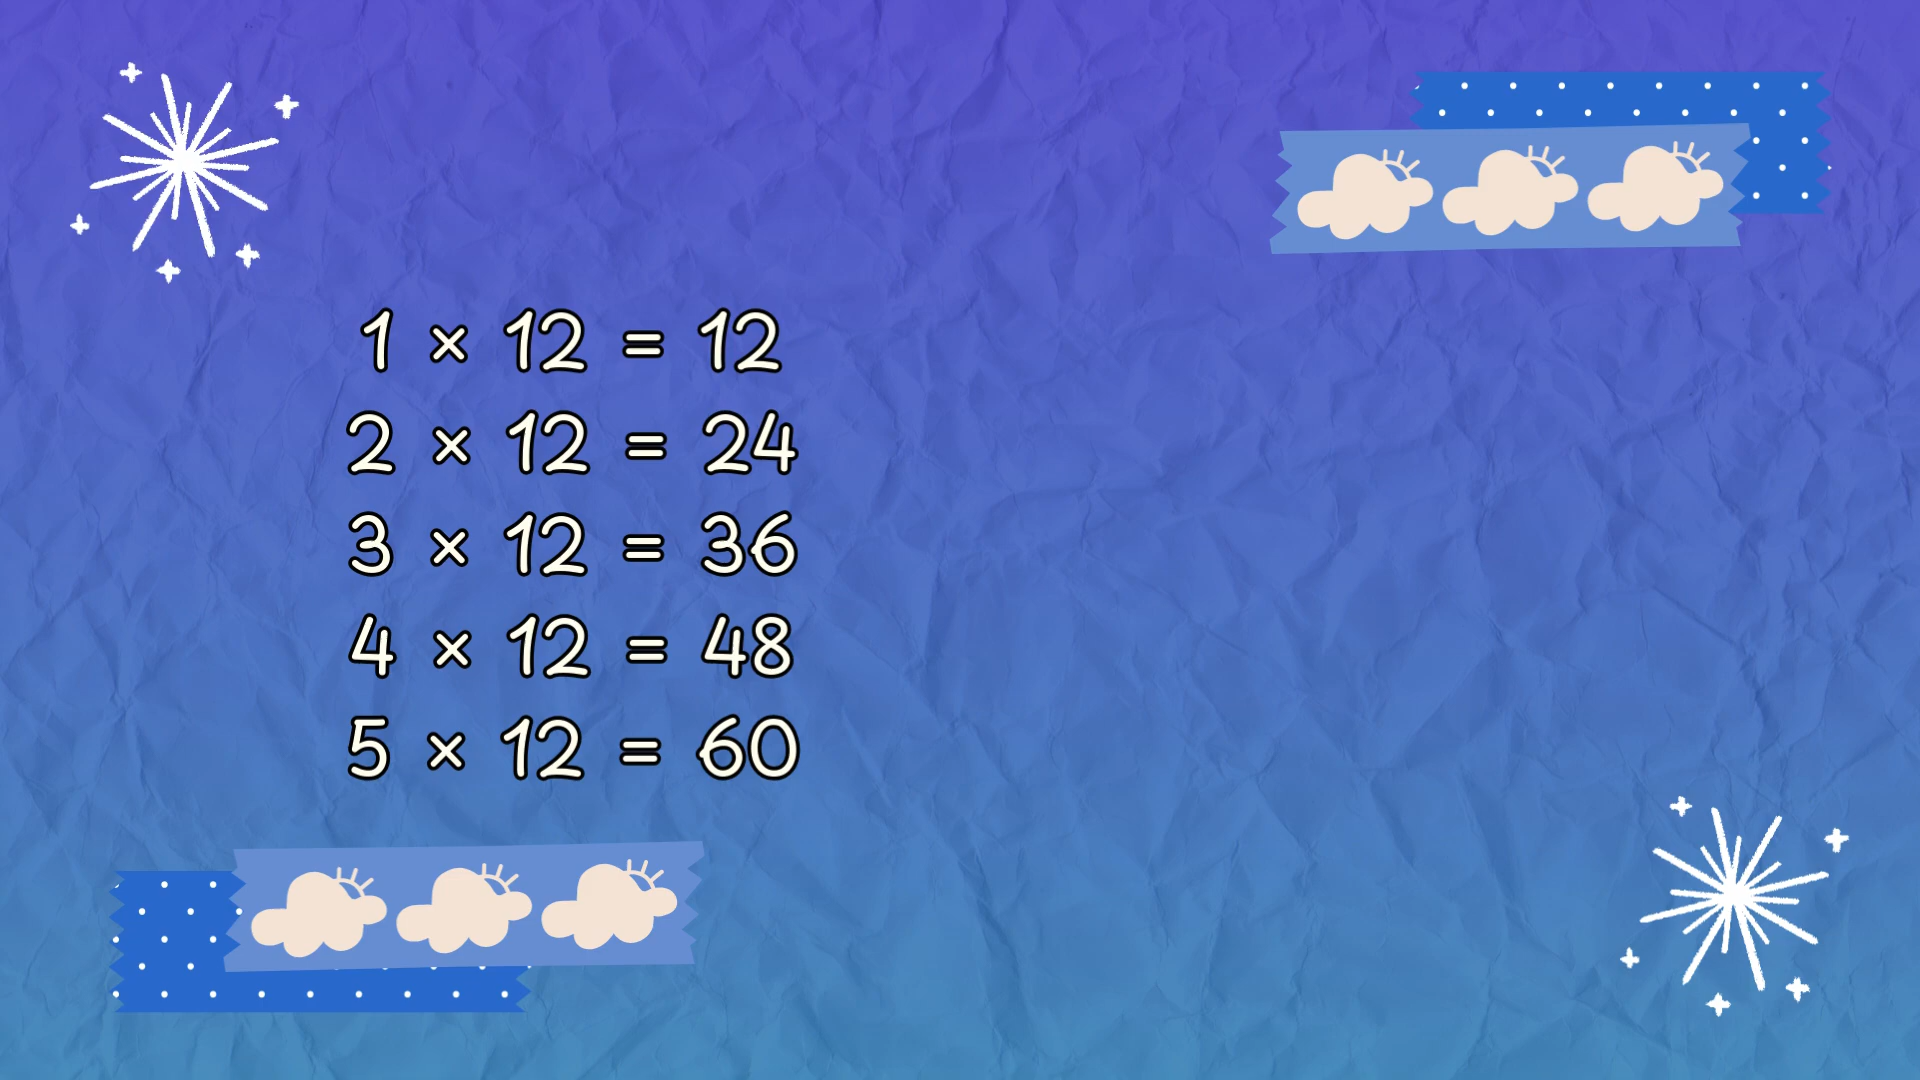 1 × 12 = 12
2 × 12 = 24
3 × 12 = 36
4 × 12 = 48
5 × 12 = 60